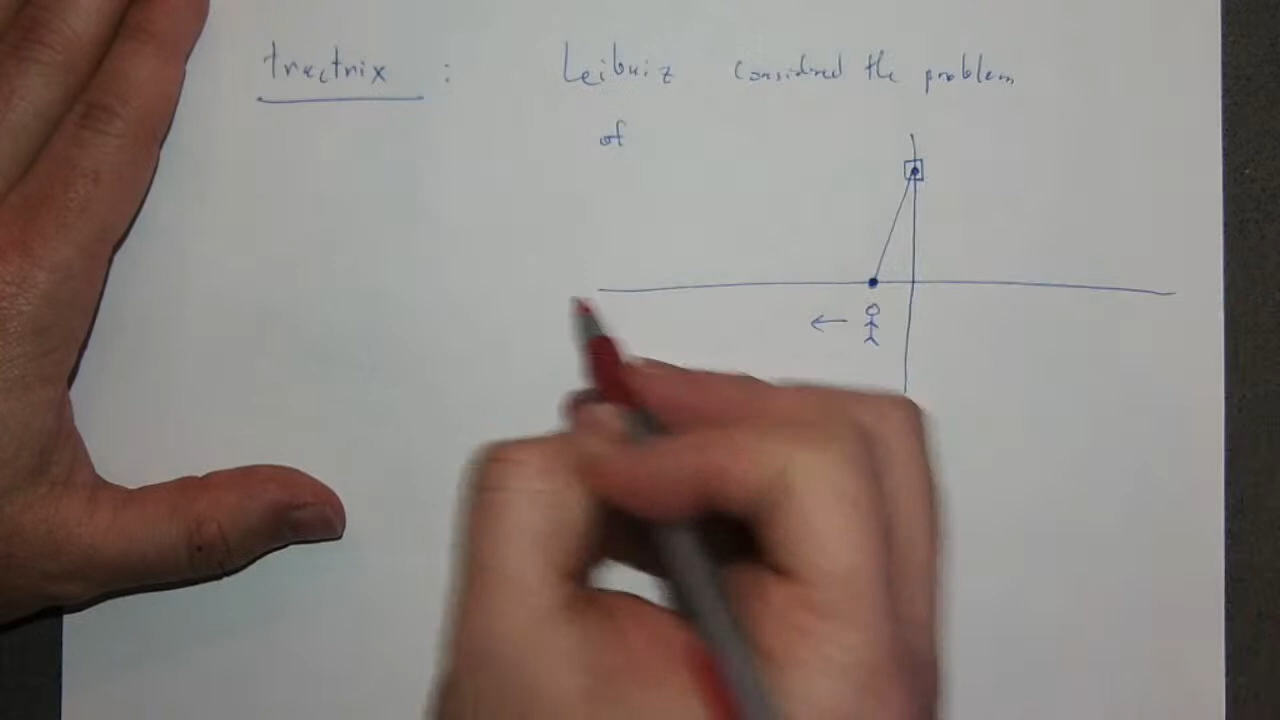 tractrix : Leibniz considered the problem
of